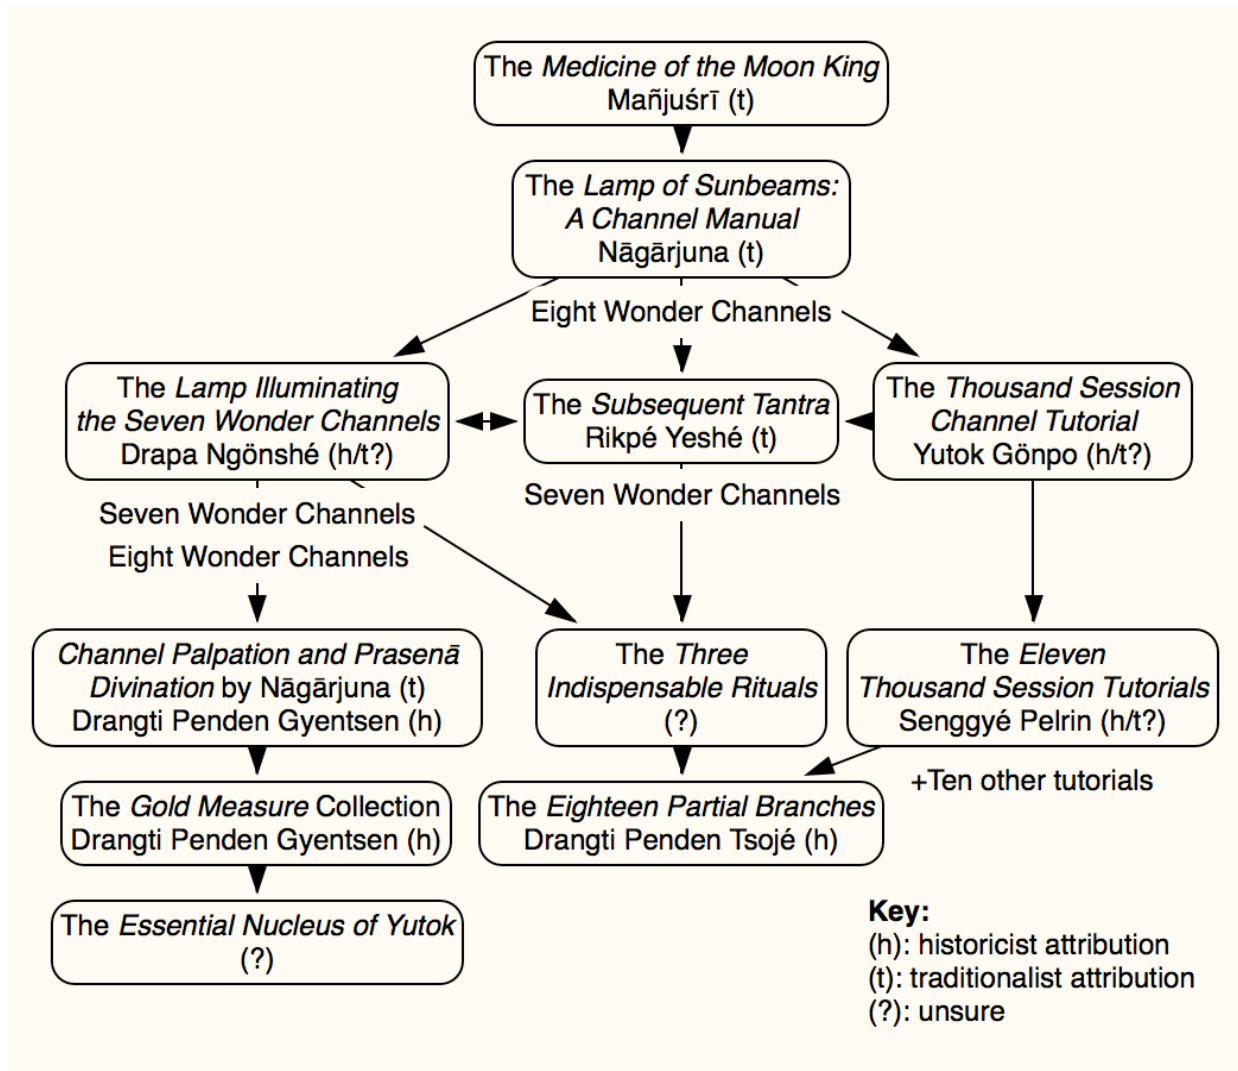 The Medicine of the Moon King
Mañjuśrī (t)
The Lamp of Sunbeams:
A Channel Manual
Nāgārjuna (t)
Eight Wonder Channels
The Lamp Illuminating
the Seven Wonder Channels
Drapa Ngönshé (h/t?)
The Subsequent Tantra
Rikpé Yeshé (t)
The Thousand Session
Channel Tutorial
Yutok Gönpo (h/t?)
Seven Wonder Channels
Eight Wonder Channels
Seven Wonder Channels
Channel Palpation and Prasenā
Divination by Nāgārjuna (t)
Drangti Penden Gyentsen (h)
The Three
Indispensable Rituals
(?)
The Eleven
Thousand Session Tutorials
Senggyé Pelrin (h/t?)
+Ten other tutorials
The Gold Measure Collection
Drangti Penden Gyentsen (h)
The Eighteen Partial Branches
Drangti Penden Tsojé (h)
The Essential Nucleus of Yutok
(?)
Key:
(h): historicist attribution
(t): traditionalist attribution
(?): unsure